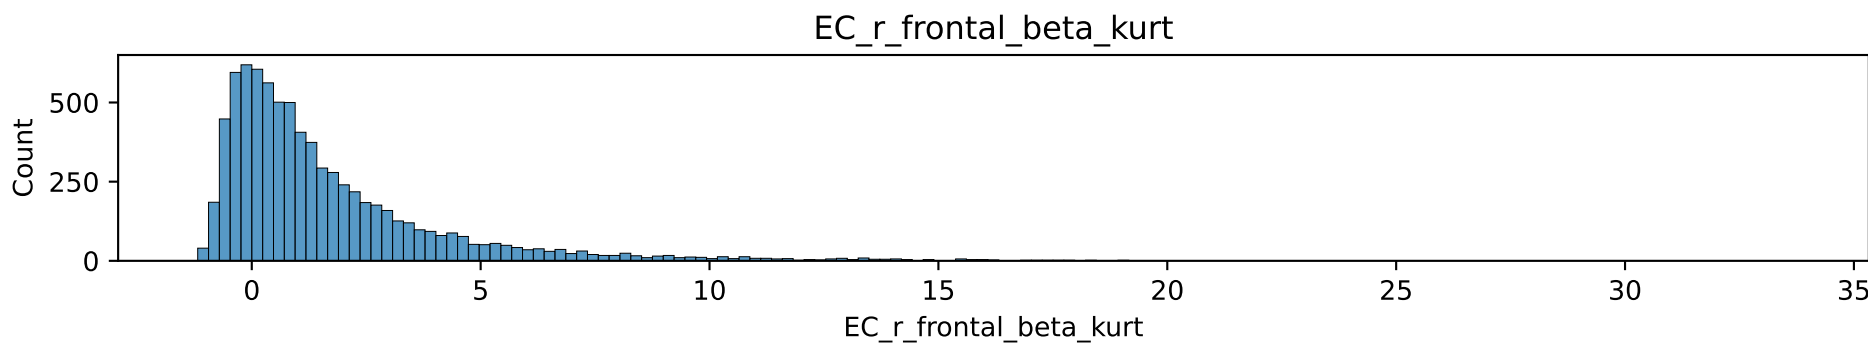 EC_r_frontal_beta_kurt
Count
500
250
0
0 5 10 15 20 25 30 35
EC_r_frontal_beta_kurt